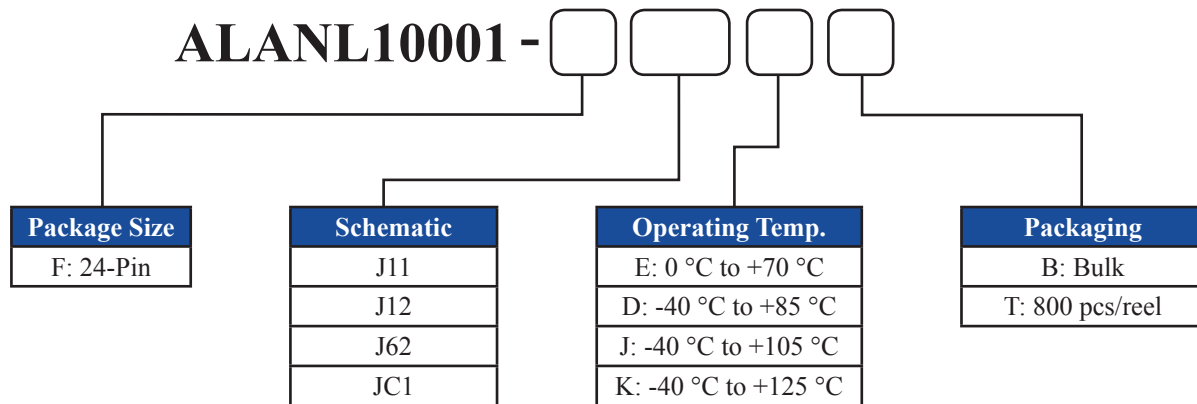 ALANL10001 -
Package Size
F: 24-Pin
Schematic
J11
J12
J62
JC1
Operating Temp.
E: 0 °C to +70 °C
D: -40 °C to +85 °C
J: -40 °C to +105 °C
K: -40 °C to +125 °C
Packaging
B: Bulk
T: 800 pcs/reel